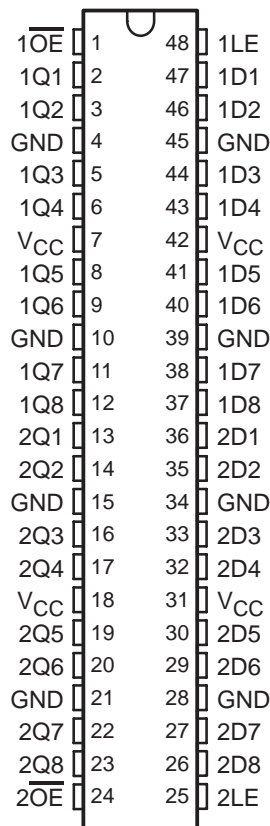 1O̅E̅ 1 48 1LE
1Q1 2 47 1D1
1Q2 3 46 1D2
GND 4 45 GND
1Q3 5 44 1D3
1Q4 6 43 1D4
VCC 7 42 VCC
1Q5 8 41 1D5
1Q6 9 40 1D6
GND 10 39 GND
1Q7 11 38 1D7
1Q8 12 37 1D8
2Q1 13 36 2D1
2Q2 14 35 2D2
GND 15 34 GND
2Q3 16 33 2D3
2Q4 17 32 2D4
VCC 18 31 VCC
2Q5 19 30 2D5
2Q6 20 29 2D6
GND 21 28 GND
2Q7 22 27 2D7
2Q8 23 26 2D8
2O̅E̅ 24 25 2LE